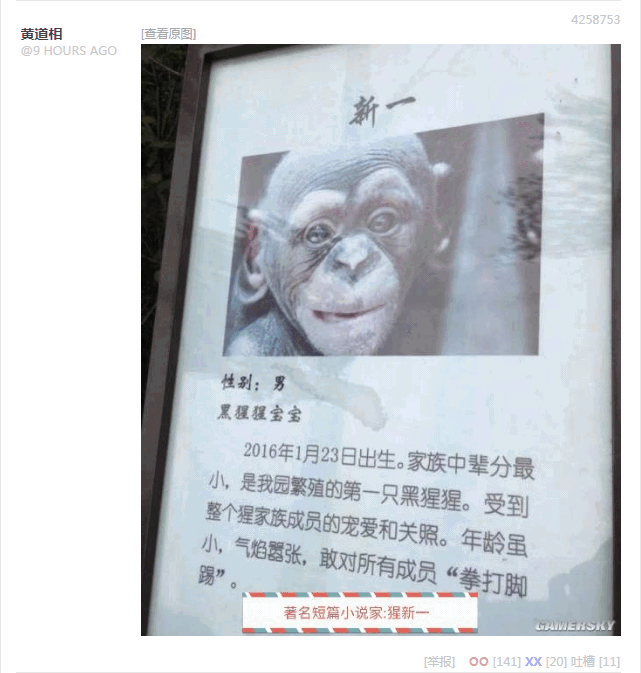 4258753
黄道相
[查看原图]
@9 HOURS AGO
新一
性别：男
黑猩猩宝宝
2016年1月23日出生。家族中辈分最
小，是我园繁殖的第一只黑猩猩。受到
整个猩家族成员的宠爱和关照。年龄虽
小，气焰嚣张，敢对所有成员“拳打脚
踢”。
著名短篇小说家:猩新一
GAMERSKY
[举报] OO [141] XX [20] 吐槽 [11]